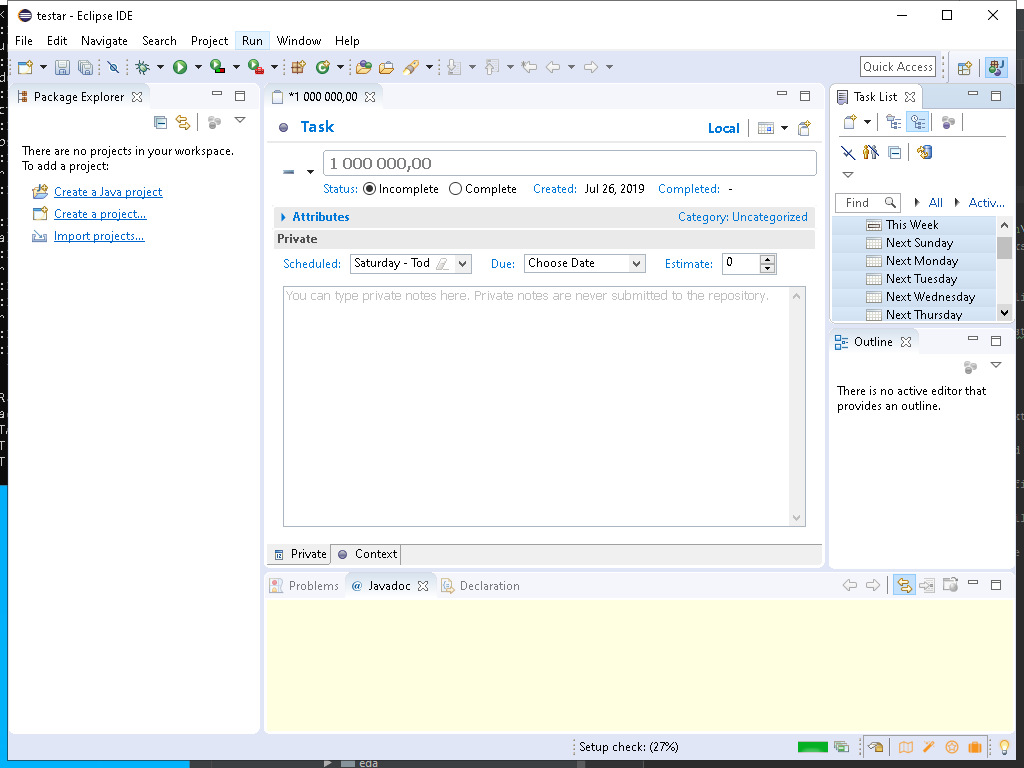 testar - Eclipse IDE
File Edit Navigate Search Project Run Window Help
Quick Access
Package Explorer
There are no projects in your workspace.
To add a project:
Create a Java project
Create a project...
Import projects...
*1 000 000,00
Task
Local
1 000 000,00
Status: Incomplete Complete Created: Jul 26, 2019 Completed: -
Attributes Category: Uncategorized
Private
Scheduled: Saturday - Tod Due: Choose Date Estimate: 0
You can type private notes here. Private notes are never submitted to the repository.
Private Context
Task List
Find All Activ...
This Week
Next Sunday
Next Monday
Next Tuesday
Next Wednesday
Next Thursday
Outline
There is no active editor that
provides an outline.
Problems @ Javadoc Declaration
Setup check: (27%)
eda